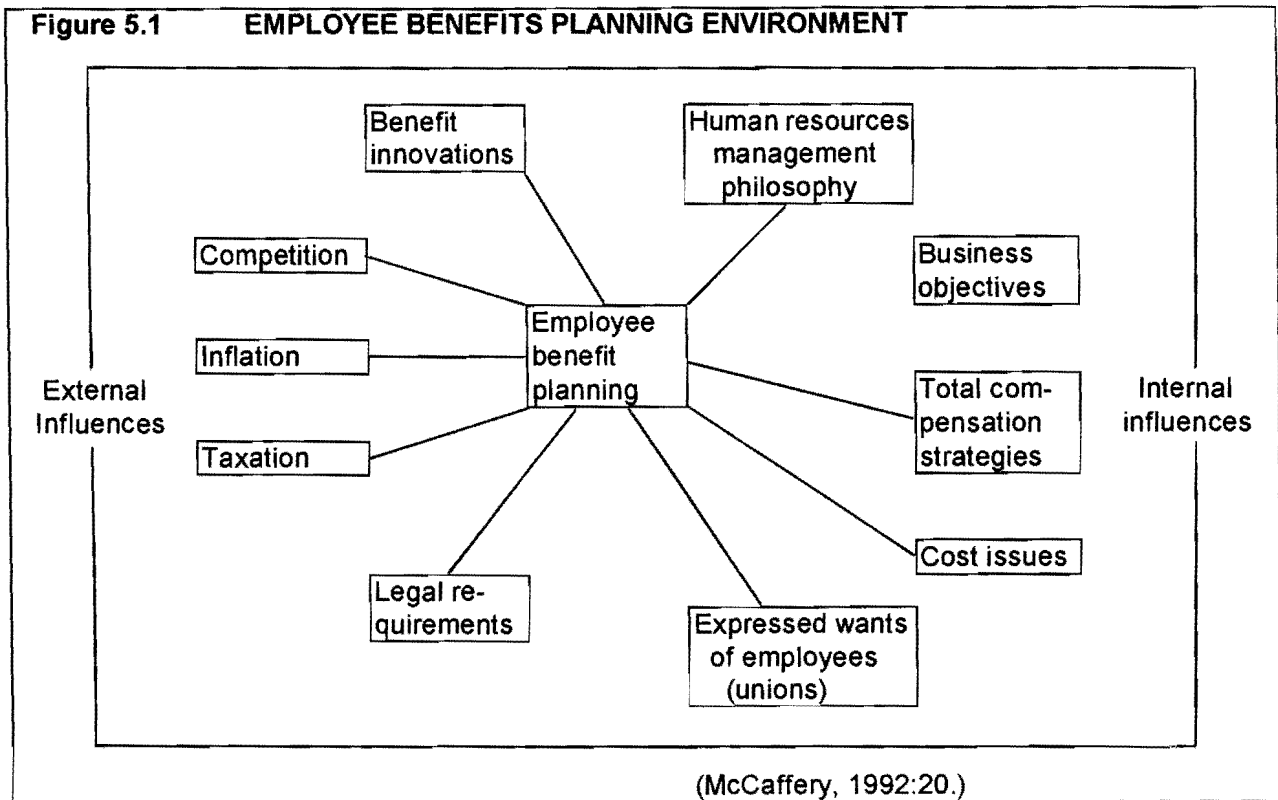 Figure 5.1 EMPLOYEE BENEFITS PLANNING ENVIRONMENT
Benefit
innovations
Human resources
management
philosophy
Competition
Business
objectives
Employee
benefit
planning
Inflation
External
Influences
Total com-
pensation
strategies
Internal
influences
Taxation
Cost issues
Legal re-
quirements
Expressed wants
of employees
(unions)
(McCaffery, 1992:20.)